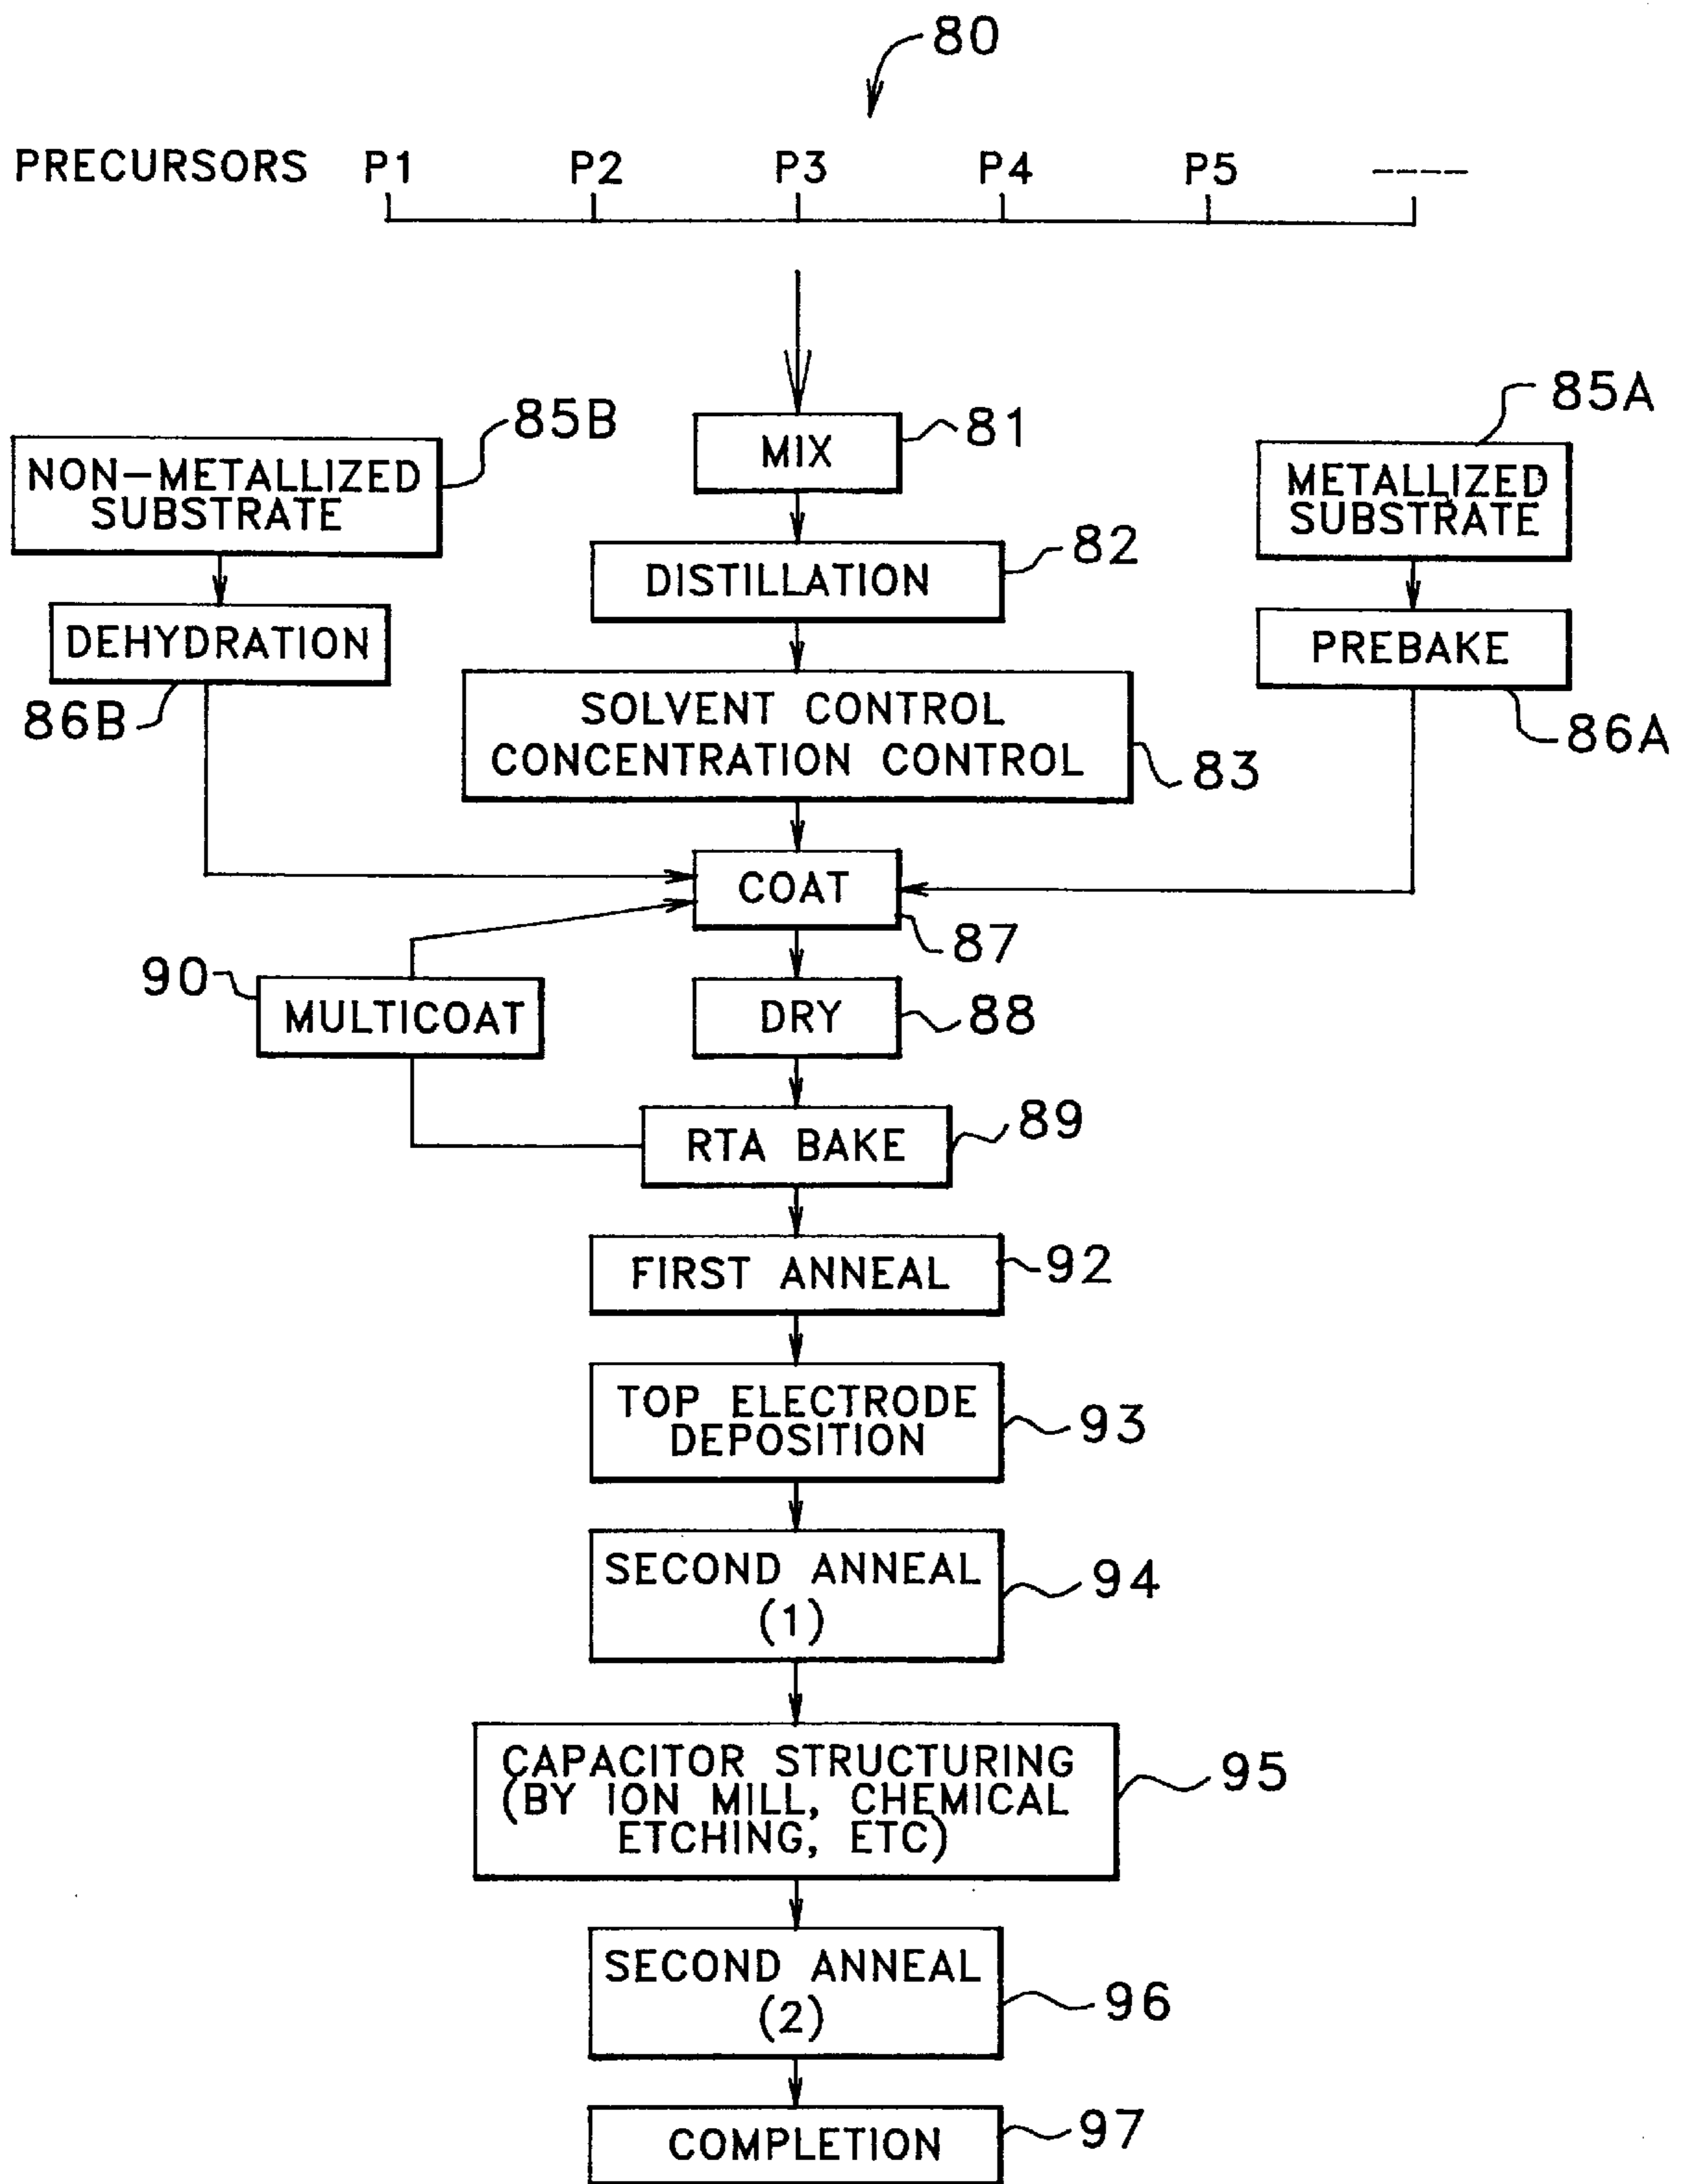 80
PRECURSORS P1 P2 P3 P4 P5 ----
85B
81
85A
NON-METALLIZED
SUBSTRATE
MIX
METALLIZED
SUBSTRATE
82
DISTILLATION
DEHYDRATION
PREBAKE
86B
SOLVENT CONTROL
CONCENTRATION CONTROL
83
86A
COAT
87
90
MULTICOAT
DRY
88
RTA BAKE
89
FIRST ANNEAL
92
TOP ELECTRODE
DEPOSITION
93
SECOND ANNEAL
(1)
94
CAPACITOR STRUCTURING
(BY ION MILL, CHEMICAL
ETCHING, ETC)
95
SECOND ANNEAL
(2)
96
COMPLETION
97